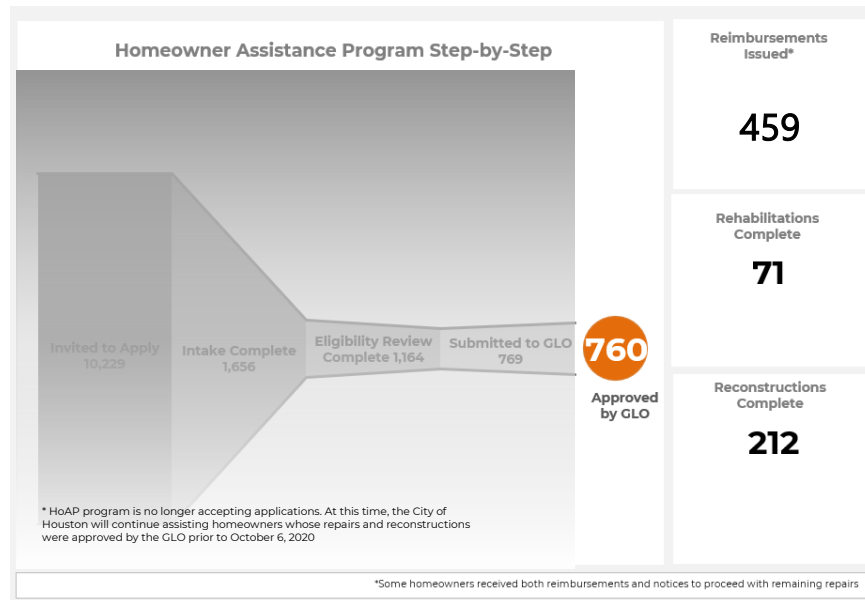 Homeowner Assistance Program Step-by-Step
Invited to Apply
10,229
Intake Complete
1,656
Eligibility Review
Complete 1,164
Submitted to GLO
769
760
Approved
by GLO
* HoAP program is no longer accepting applications. At this time, the City of
Houston will continue assisting homeowners whose repairs and reconstructions
were approved by the GLO prior to October 6, 2020
Reimbursements
Issued*
459
Rehabilitations
Complete
71
Reconstructions
Complete
212
*Some homeowners received both reimbursements and notices to proceed with remaining repairs